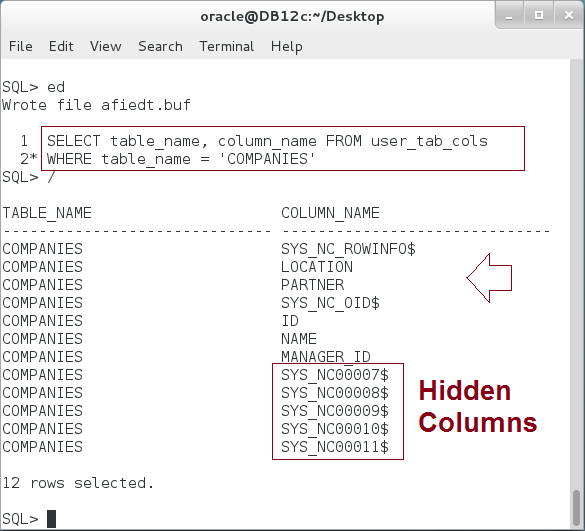 oracle@DB12c:~/Desktop
File Edit View Search Terminal Help
SQL> ed
Wrote file afiedt.buf
1 SELECT table_name, column_name FROM user_tab_cols
2* WHERE table_name = 'COMPANIES'
SQL> /
TABLE_NAME COLUMN_NAME
------------------------------ ------------------------------
COMPANIES SYS_NC_ROWINFO$
COMPANIES LOCATION
COMPANIES PARTNER
COMPANIES SYS_NC_OID$
COMPANIES ID
COMPANIES NAME
COMPANIES MANAGER_ID
COMPANIES SYS_NC00007$
COMPANIES SYS_NC00008$
COMPANIES SYS_NC00009$
COMPANIES SYS_NC00010$
COMPANIES SYS_NC00011$
Hidden
Columns
12 rows selected.
SQL>